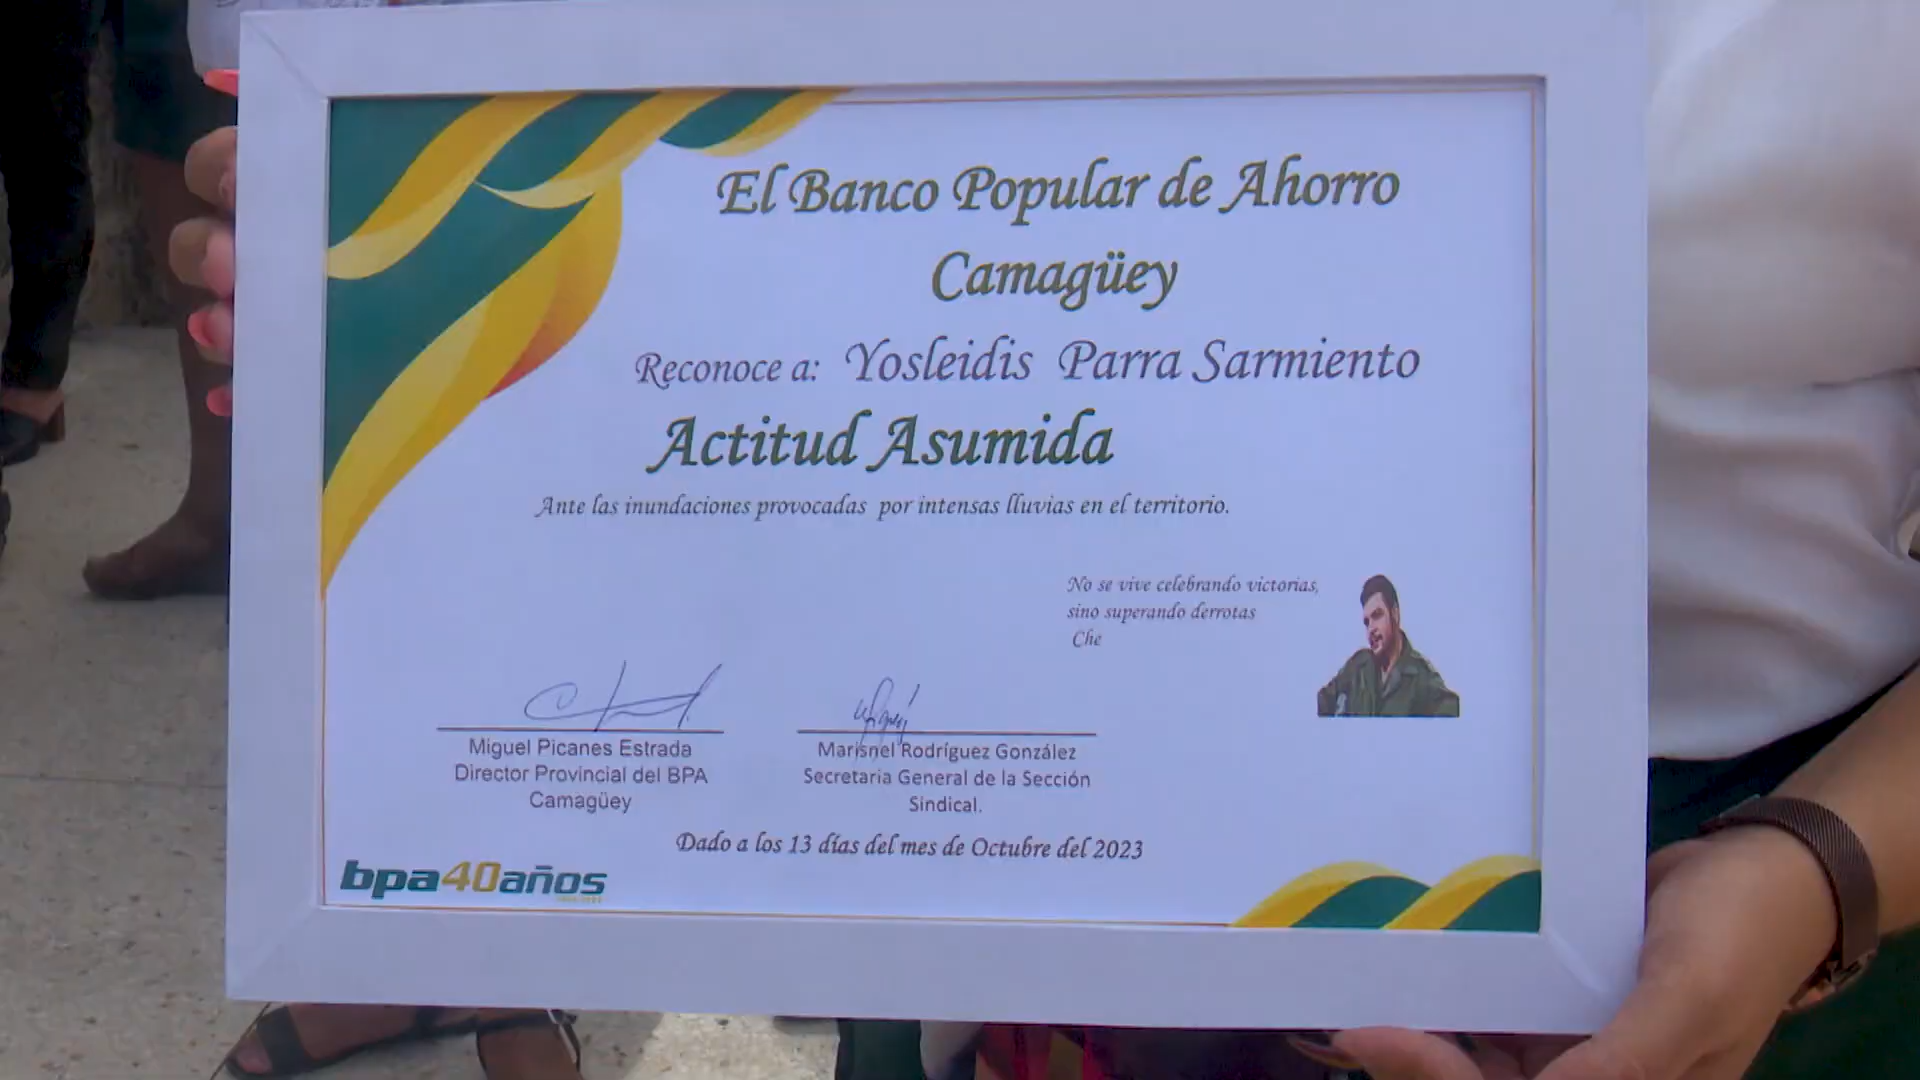 El Banco Popular de Ahorro
Camagüey
Reconoce a: Yosleidis Parra Sarmiento
Actitud Asumida
Ante las inundaciones provocadas por intensas lluvias en el territorio.
No se vive celebrando victorias,
sino superando derrotas
Che
Miguel Picanes Estrada
Director Provincial del BPA
Camagüey
Marisnel Rodríguez González
Secretaria General de la Sección
Sindical.
Dado a los 13 días del mes de Octubre del 2023
bpa40años